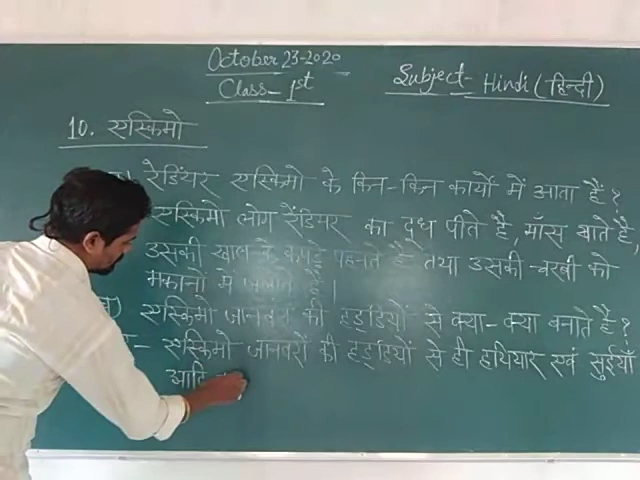 October 23-2020
Class- 1st
Subject- Hindi (हिन्दी)
10. एस्किमो
रेडिंयर एस्किमो के किन-किन कार्यो में आता हैं?
एस्किमो लोग रैंडियर का दूध पीते है, माँस खाते है,
उसकी खाल के कपड़े पहनते है तथा उसकी चरबी को
मकानों में जलाते है।
एस्किमो जानवर की हड्डियों से क्या-क्या बनाते है?
एस्किमो जानवरों की हड्डियों से ही हथियार एवं सुईयाँ
आदि